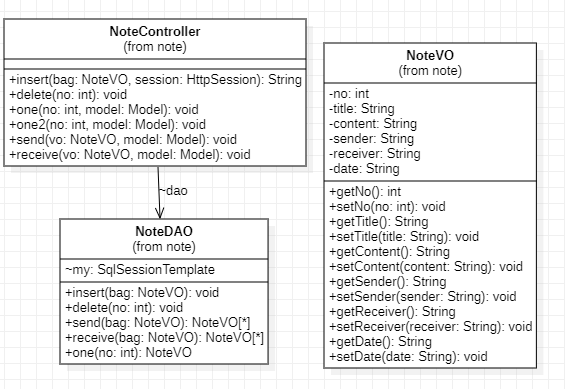 NoteController
(from note)
+insert(bag: NoteVO, session: HttpSession): String
+delete(no: int): void
+one(no: int, model: Model): void
+one2(no: int, model: Model): void
+send(vo: NoteVO, model: Model): void
+receive(vo: NoteVO, model: Model): void
~dao
NoteDAO
(from note)
~my: SqlSessionTemplate
+insert(bag: NoteVO): void
+delete(no: int): void
+send(bag: NoteVO): NoteVO[*]
+receive(bag: NoteVO): NoteVO[*]
+one(no: int): NoteVO
NoteVO
(from note)
-no: int
-title: String
-content: String
-sender: String
-receiver: String
-date: String
+getNo(): int
+setNo(no: int): void
+getTitle(): String
+setTitle(title: String): void
+getContent(): String
+setContent(content: String): void
+getSender(): String
+setSender(sender: String): void
+getReceiver(): String
+setReceiver(receiver: String): void
+getDate(): String
+setDate(date: String): void